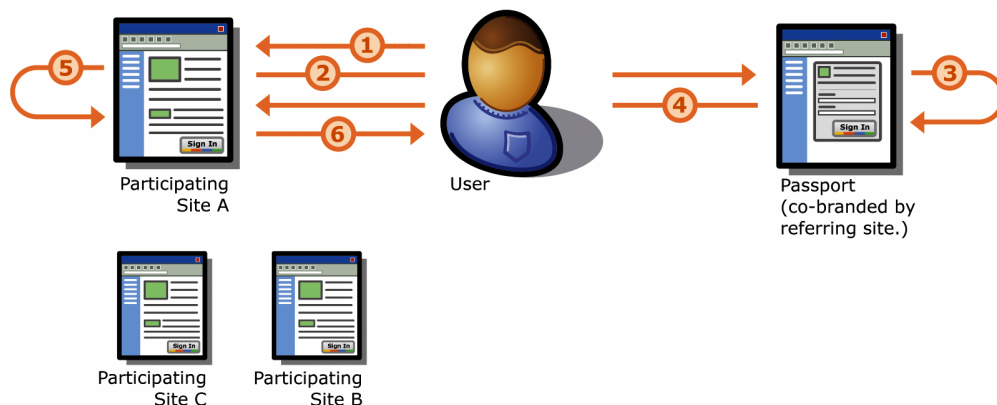 1
5
2
3
4
6
Sign In
Sign In
Participating
Site A
User
Passport
(co-branded by
referring site.)
Sign In
Sign In
Participating
Site C
Participating
Site B